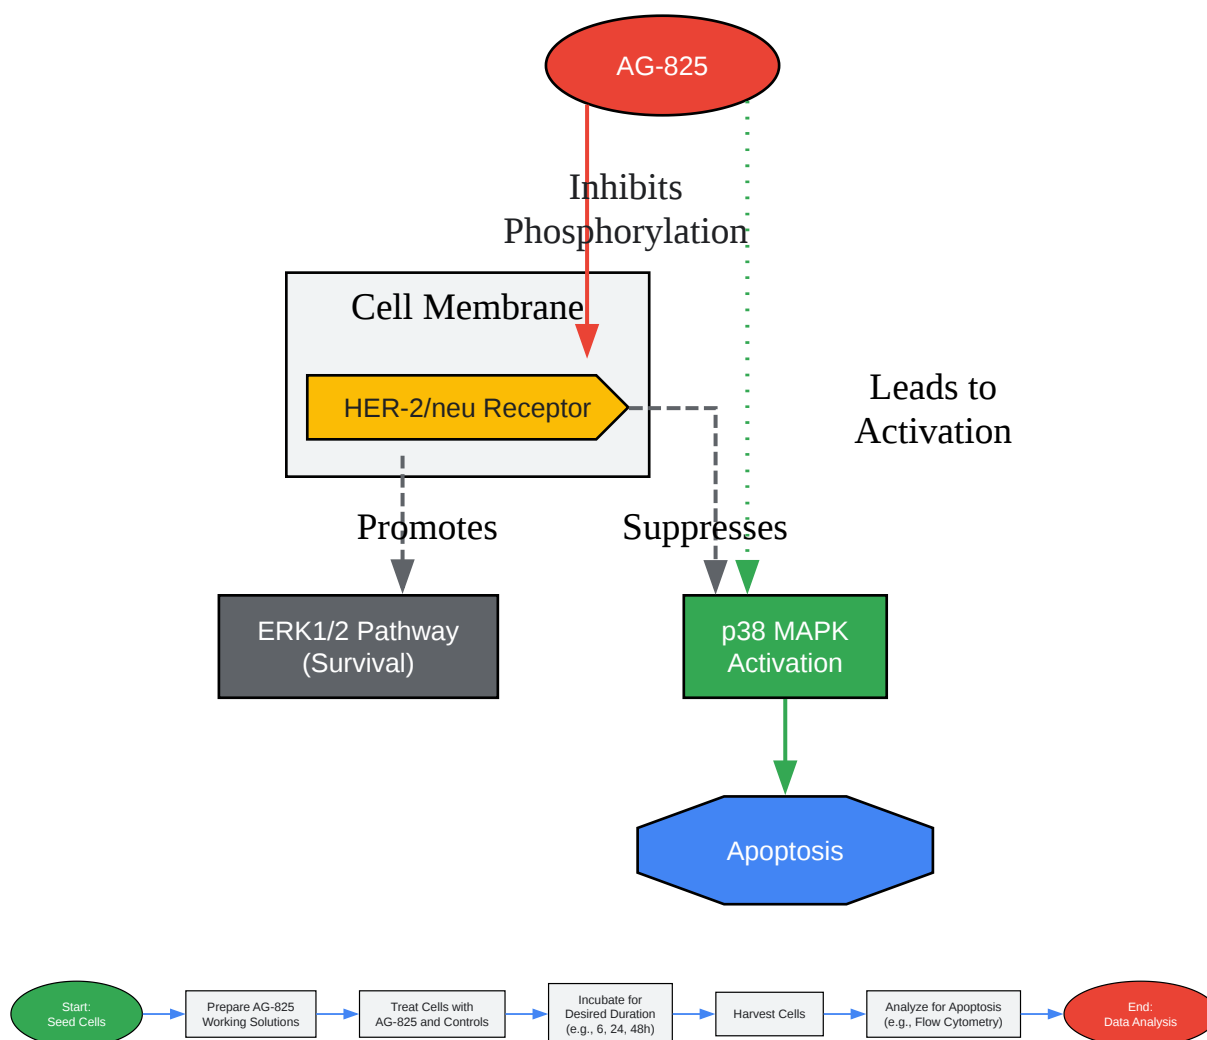 AG-825
Inhibits
Phosphorylation
Cell Membrane
HER-2/neu Receptor
Leads to
Activation
Promotes
Suppresses
ERK1/2 Pathway
(Survival)
p38 MAPK
Activation
Apoptosis
Start:
Seed Cells
Prepare AG-825
Working Solutions
Treat Cells with
AG-825 and Controls
Incubate for
Desired Duration
(e.g., 6, 24, 48h)
Harvest Cells
Analyze for Apoptosis
(e.g., Flow Cytometry)
End:
Data Analysis